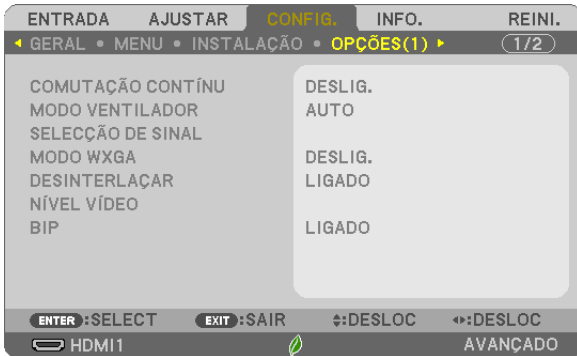 ENTRADA AJUSTAR CONFIG. INFO. REINI.
GERAL • MENU • INSTALAÇÃO • OPÇÕES(1) 1/2
COMUTAÇÃO CONTÍNU DESLIG.
MODO VENTILADOR AUTO
SELECÇÃO DE SINAL
MODO WXGA DESLIG.
DESINTERLAÇAR LIGADO
NÍVEL VÍDEO
BIP LIGADO
ENTER :SELECT EXIT :SAIR :DESLOC :DESLOC
HDMI1 AVANÇADO